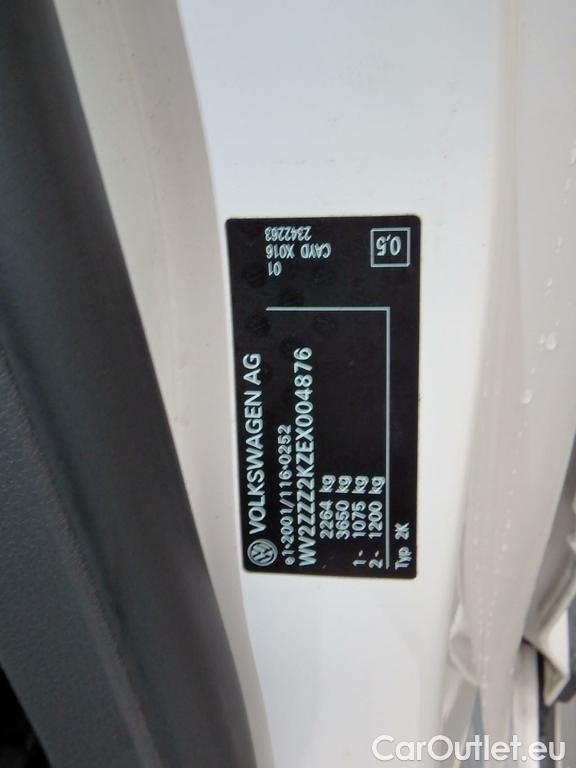 VOLKSWAGEN AG
e1*2001/116*0252
WV2ZZZ2KZEX004876
2264 kg
3650 kg
1- 1075 kg
2- 1200 kg
Typ 2K
01
CAYD X016
2342263
0,5
CarOutlet.eu